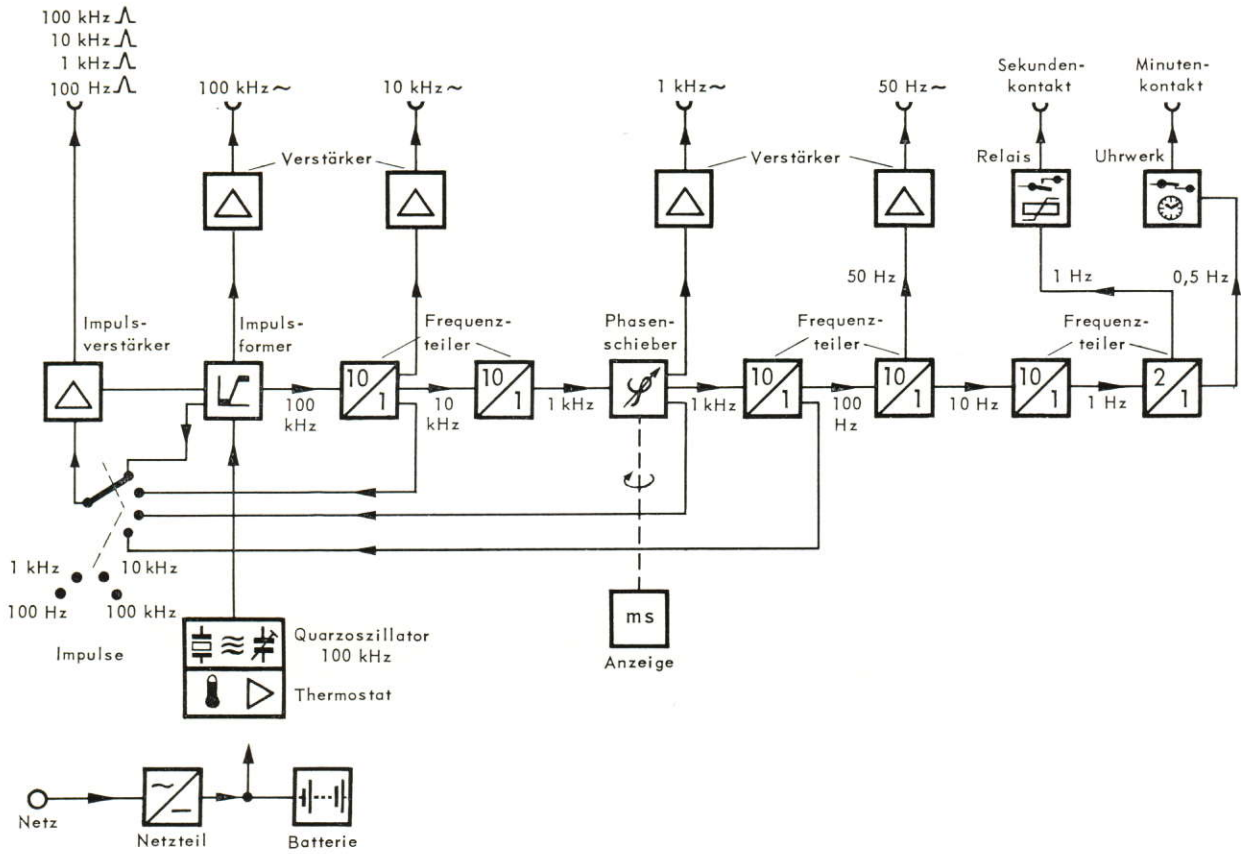 100 kHz
10 kHz
1 kHz
100 Hz
100 kHz ~
10 kHz ~
1 kHz ~
50 Hz ~
Sekunden-
kontakt
Minuten-
kontakt
Verstärker
Verstärker
Relais
Uhrwerk
50 Hz
1 Hz
0,5 Hz
Impuls-
verstärker
Impuls-
former
Frequenz-
teiler
Phasen-
schieber
Frequenz-
teiler
Frequenz-
teiler
10/1
10/1
φ
10/1
10/1
10/1
2/1
100
kHz
10
kHz
1 kHz
1 kHz
100
Hz
10 Hz
1 Hz
1 kHz
10 kHz
100 Hz
100 kHz
Impulse
Quarzoszillator
100 kHz
Thermostat
ms
Anzeige
Netz
Netzteil
Batterie